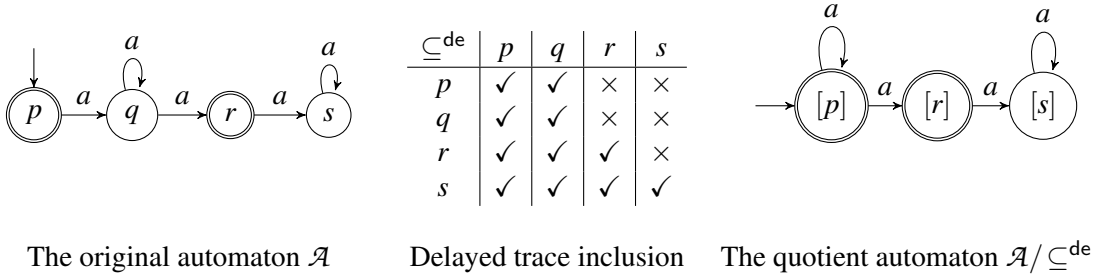 a a a a a
p q r s
a a a
⊆de p q r s
p ✓ ✓ × ×
q ✓ ✓ × ×
r ✓ ✓ ✓ ×
s ✓ ✓ ✓ ✓
a a
[p] [r] [s]
a a
The original automaton 𝒜
Delayed trace inclusion
The quotient automaton 𝒜/⊆de